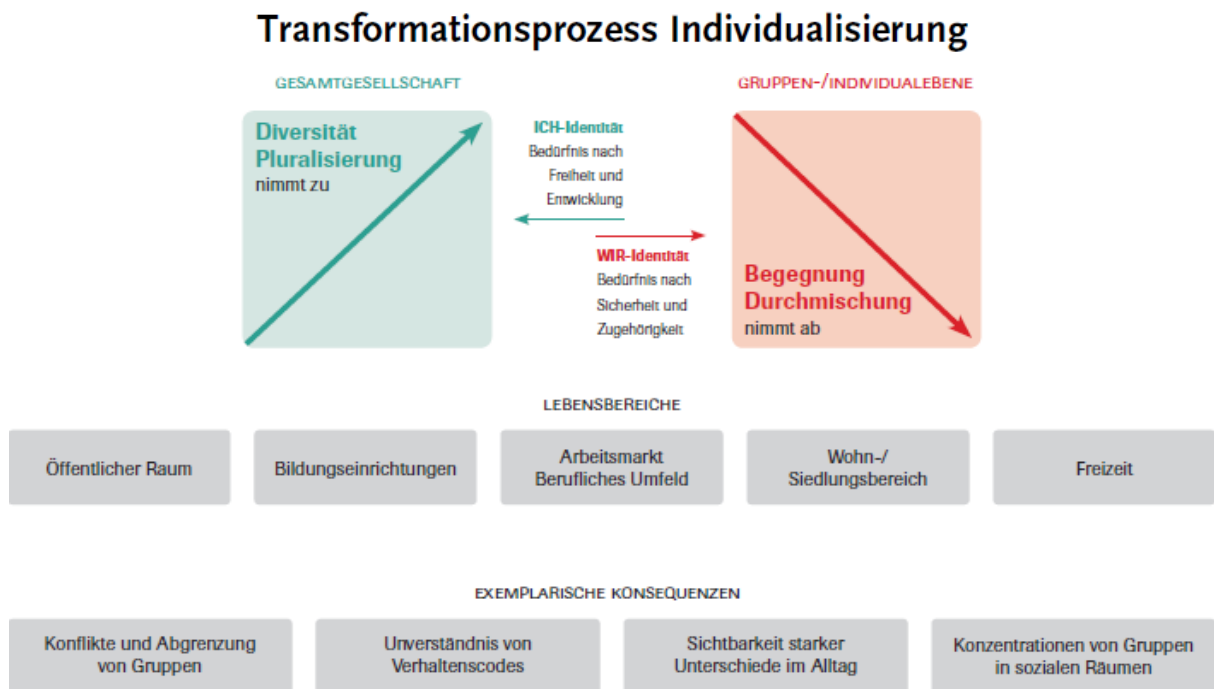 Transformationsprozess Individualisierung
GESAMTGESELLSCHAFT
GRUPPEN-/INDIVIDUALEBENE
Diversität
Pluralisierung
nimmt zu
ICH-Identität
Bedürfnis nach
Freiheit und
Entwicklung
WIR-Identität
Bedürfnis nach
Sicherheit und
Zugehörigkeit
Begegnung
Durchmischung
nimmt ab
LEBENSBEREICHE
Öffentlicher Raum
Bildungseinrichtungen
Arbeitsmarkt
Berufliches Umfeld
Wohn-/
Siedlungsbereich
Freizeit
EXEMPLARISCHE KONSEQUENZEN
Konflikte und Abgrenzung
von Gruppen
Unverständnis von
Verhaltenscodes
Sichtbarkeit starker
Unterschiede im Alltag
Konzentrationen von Gruppen
in sozialen Räumen